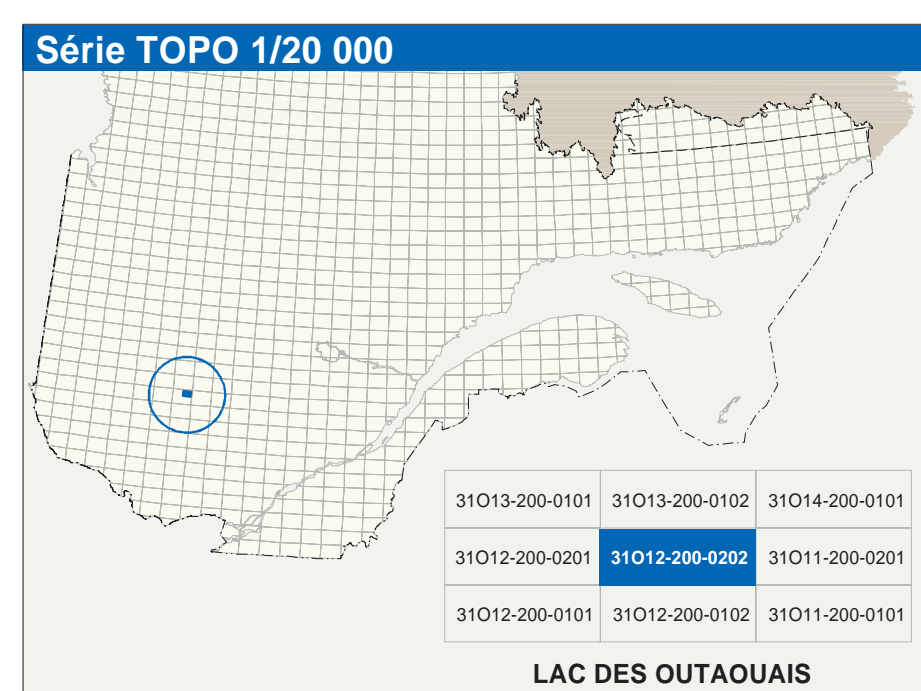 Série TOPO 1/20 000
31O13-200-0101 31O13-200-0102 31O14-200-0101
31O12-200-0201 31O12-200-0202 31O11-200-0201
31O12-200-0101 31O12-200-0102 31O11-200-0101
LAC DES OUTAOUAIS